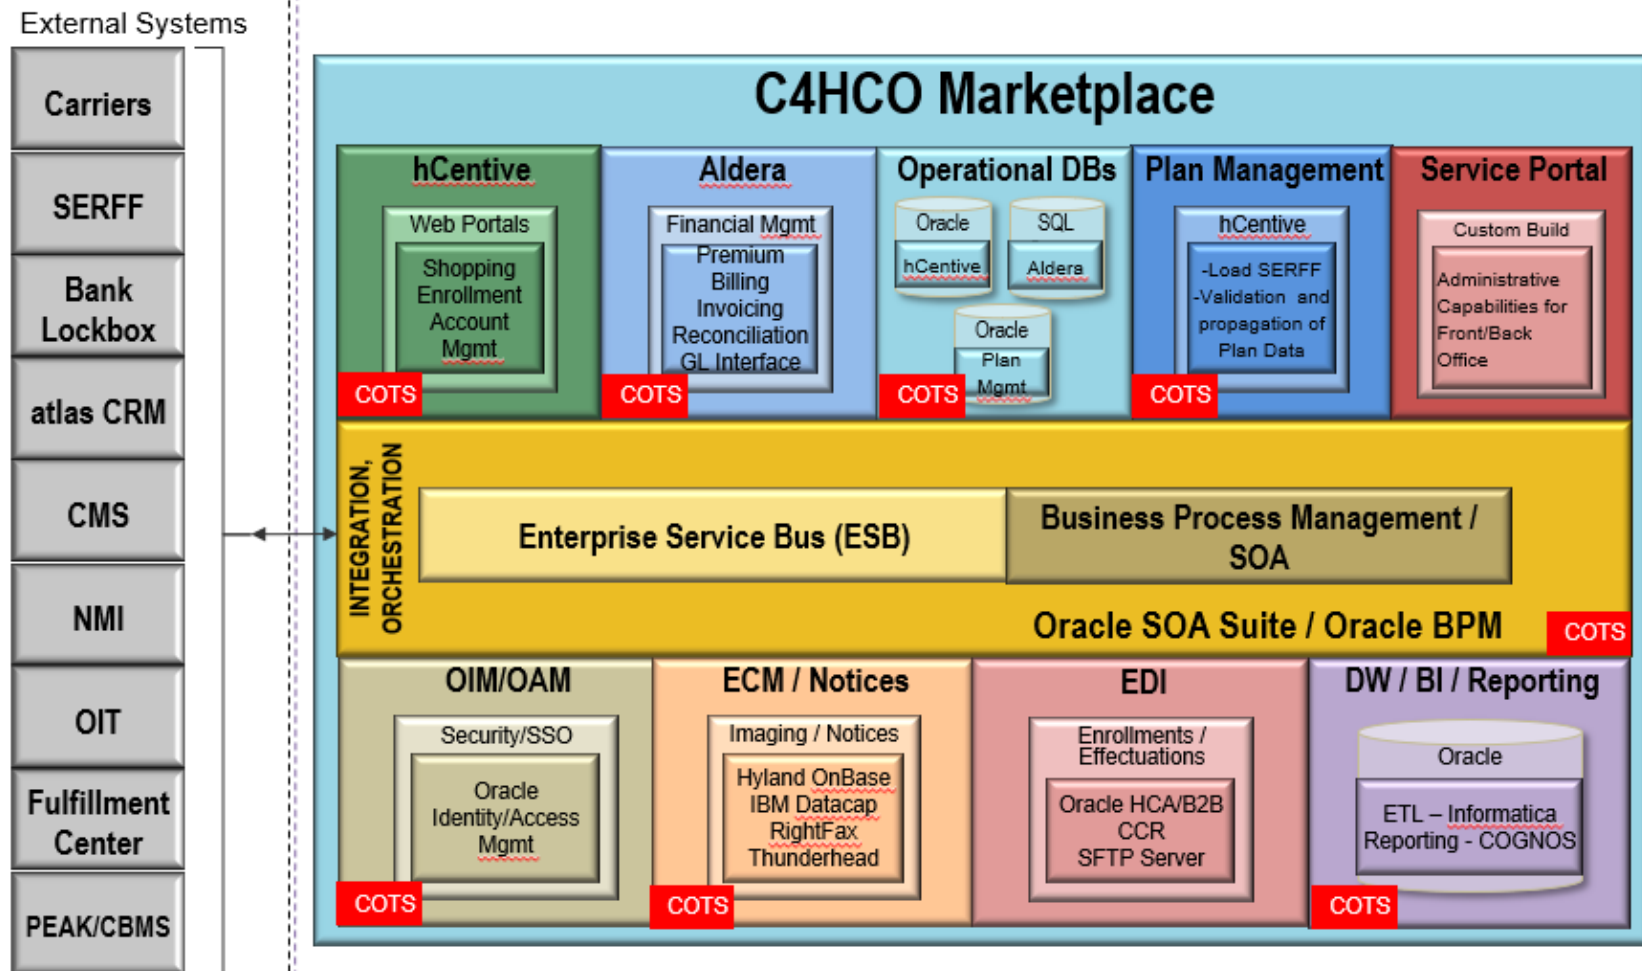 External Systems
Carriers
SERFF
Bank
Lockbox
atlas CRM
CMS
NMI
OIT
Fulfillment
Center
PEAK/CBMS
C4HCO Marketplace
hCentive
Web Portals
Shopping
Enrollment
Account
Mgmt
COTS
Aldera
Financial Mgmt
Premium
Billing
Invoicing
Reconciliation
GL Interface
COTS
Operational DBs
Oracle
hCentive
SQL
Aldera
Oracle
Plan
Mgmt
COTS
Plan Management
hCentive
-Load SERFF
-Validation and
propagation of
Plan Data
COTS
Service Portal
Custom Build
Administrative
Capabilities for
Front/Back
Office
INTEGRATION,
ORCHESTRATION
Enterprise Service Bus (ESB)
Business Process Management /
SOA
Oracle SOA Suite / Oracle BPM
COTS
OIM/OAM
Security/SSO
Oracle
Identity/Access
Mgmt
COTS
ECM / Notices
Imaging / Notices
Hyland OnBase
IBM Datacap
RightFax
Thunderhead
COTS
EDI
Enrollments /
Effectuations
Oracle HCA/B2B
CCR
SFTP Server
DW / BI / Reporting
Oracle
ETL – Informatica
Reporting - COGNOS
COTS